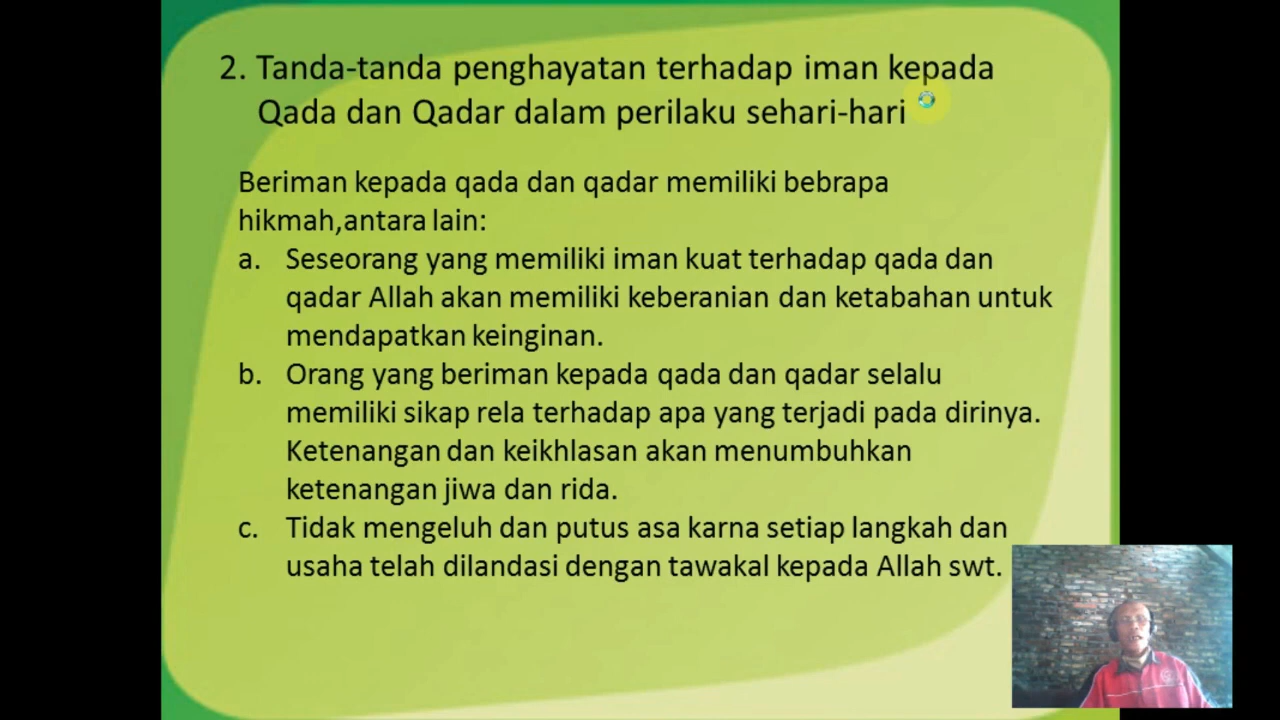 2. Tanda-tanda penghayatan terhadap iman kepada
Qada dan Qadar dalam perilaku sehari-hari
Beriman kepada qada dan qadar memiliki bebrapa
hikmah,antara lain:
a. Seseorang yang memiliki iman kuat terhadap qada dan
qadar Allah akan memiliki keberanian dan ketabahan untuk
mendapatkan keinginan.
b. Orang yang beriman kepada qada dan qadar selalu
memiliki sikap rela terhadap apa yang terjadi pada dirinya.
Ketenangan dan keikhlasan akan menumbuhkan
ketenangan jiwa dan rida.
c. Tidak mengeluh dan putus asa karna setiap langkah dan
usaha telah dilandasi dengan tawakal kepada Allah swt.